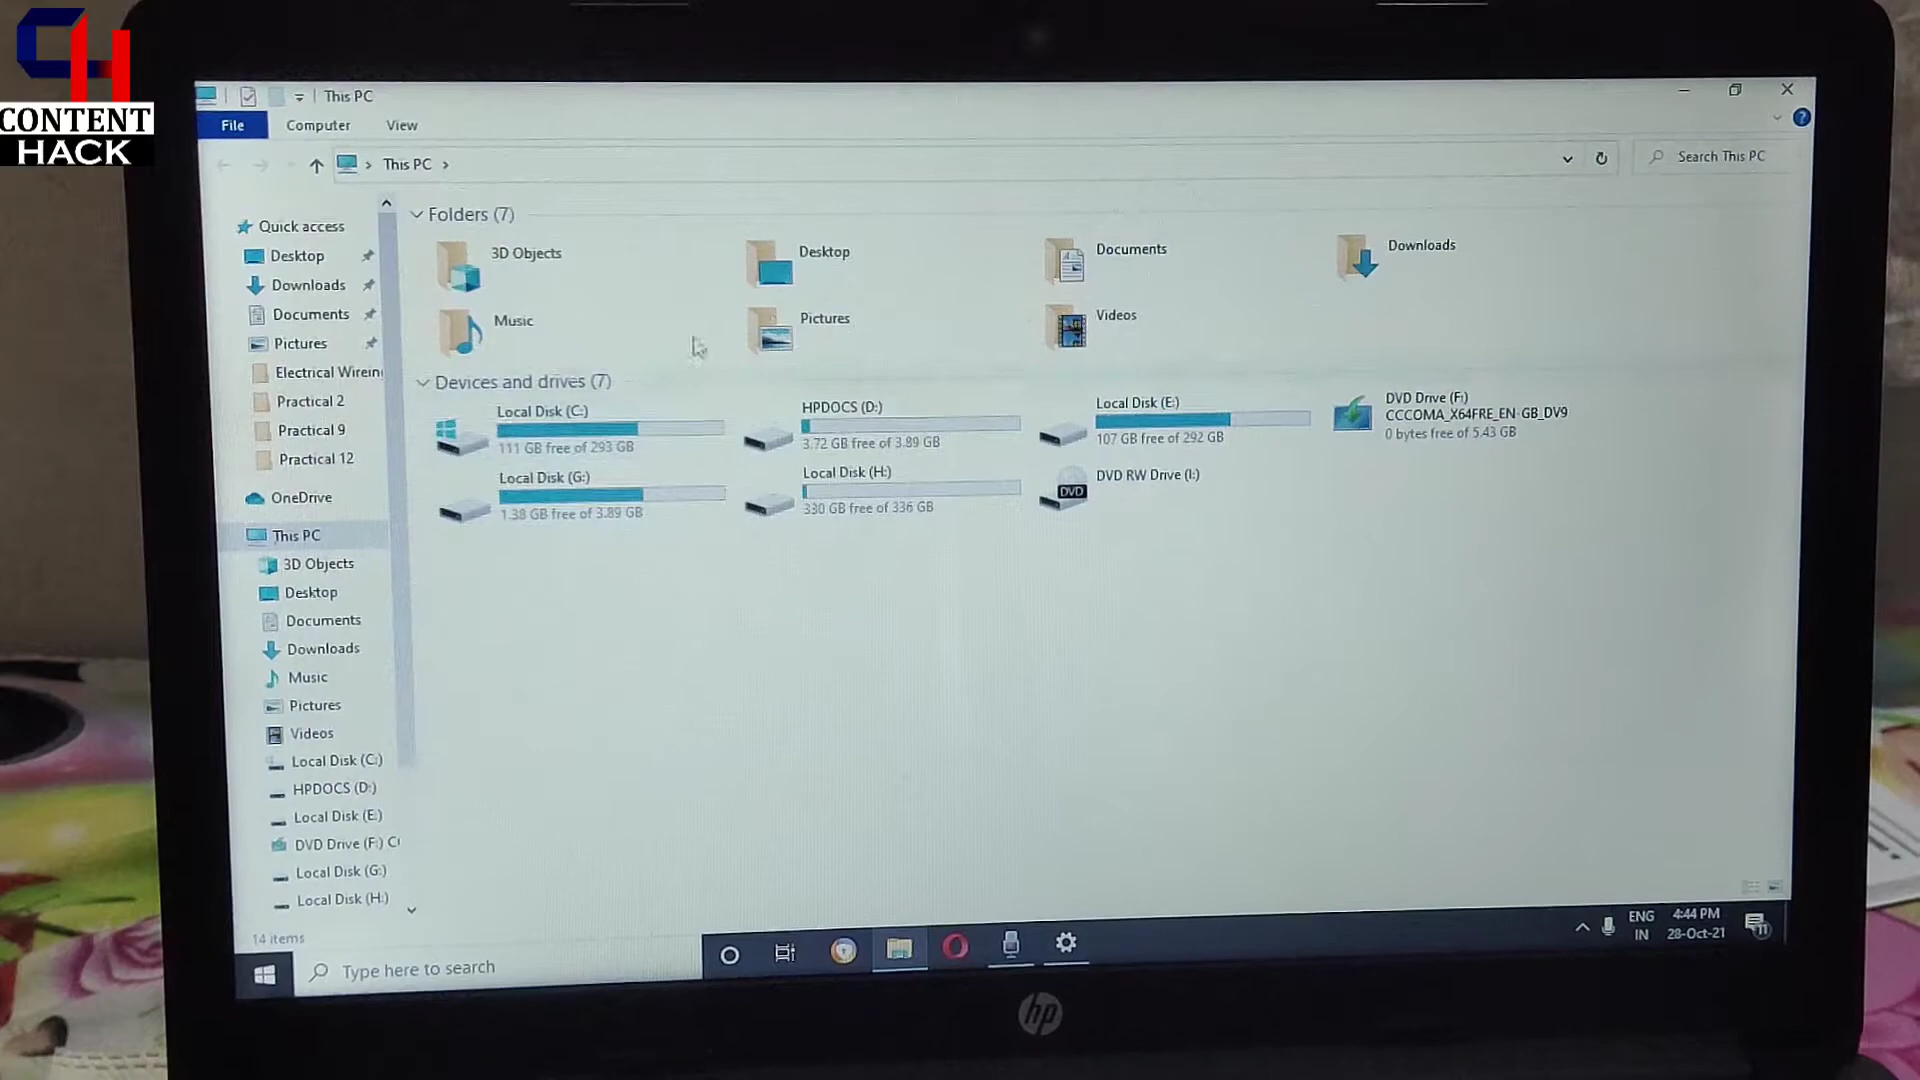 CH
CONTENT
HACK
This PC
File Computer View
This PC
Search This PC
Quick access
Desktop
Downloads
Documents
Pictures
Electrical Wireing
Practical 2
Practical 9
Practical 12
OneDrive
This PC
3D Objects
Desktop
Documents
Downloads
Music
Pictures
Videos
Local Disk (C:)
HPDOCS (D:)
Local Disk (E:)
DVD Drive (F:) C
Local Disk (G:)
Local Disk (H:)
14 items
Folders (7)
3D Objects
Desktop
Documents
Downloads
Music
Pictures
Videos
Devices and drives (7)
Local Disk (C:)
111 GB free of 293 GB
HPDOCS (D:)
3.72 GB free of 3.89 GB
Local Disk (E:)
107 GB free of 292 GB
DVD Drive (F:)
CCCOMA_X64FRE_EN-GB_DV9
0 bytes free of 5.43 GB
Local Disk (G:)
1.38 GB free of 3.89 GB
Local Disk (H:)
330 GB free of 336 GB
DVD
DVD RW Drive (I:)
Type here to search
ENG
IN
4:44 PM
28-Oct-21
11
hp